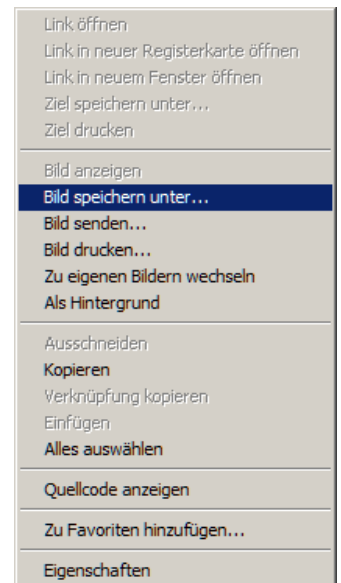 Link öffnen
Link in neuer Registerkarte öffnen
Link in neuem Fenster öffnen
Ziel speichern unter...
Ziel drucken
Bild anzeigen
Bild speichern unter...
Bild senden...
Bild drucken...
Zu eigenen Bildern wechseln
Als Hintergrund
Ausschneiden
Kopieren
Verknüpfung kopieren
Einfügen
Alles auswählen
Quellcode anzeigen
Zu Favoriten hinzufügen...
Eigenschaften